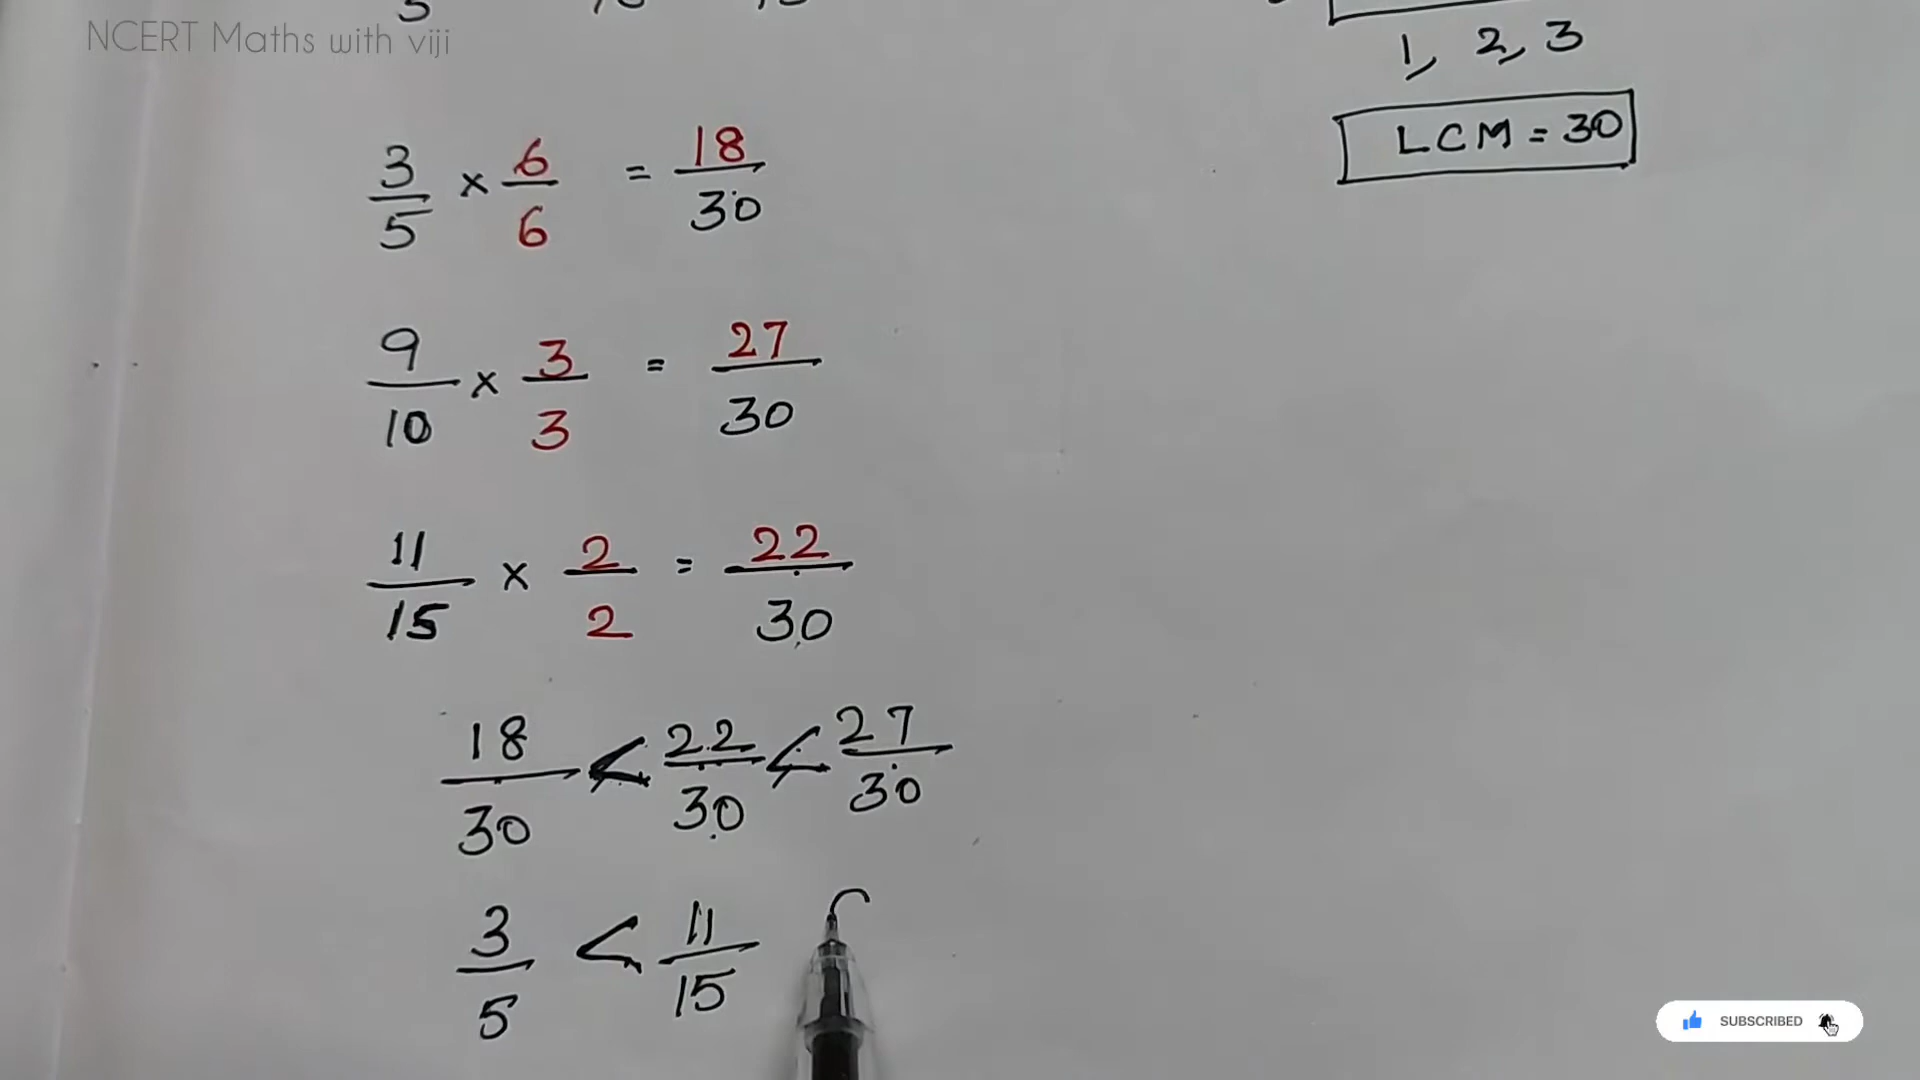 NCERT Maths with viji
1, 2, 3
LCM = 30
3/5 × 6/6 = 18/30
9/10 × 3/3 = 27/30
11/15 × 2/2 = 22/30
18/30 < 22/30 < 27/30
3/5 < 11/15
SUBSCRIBED